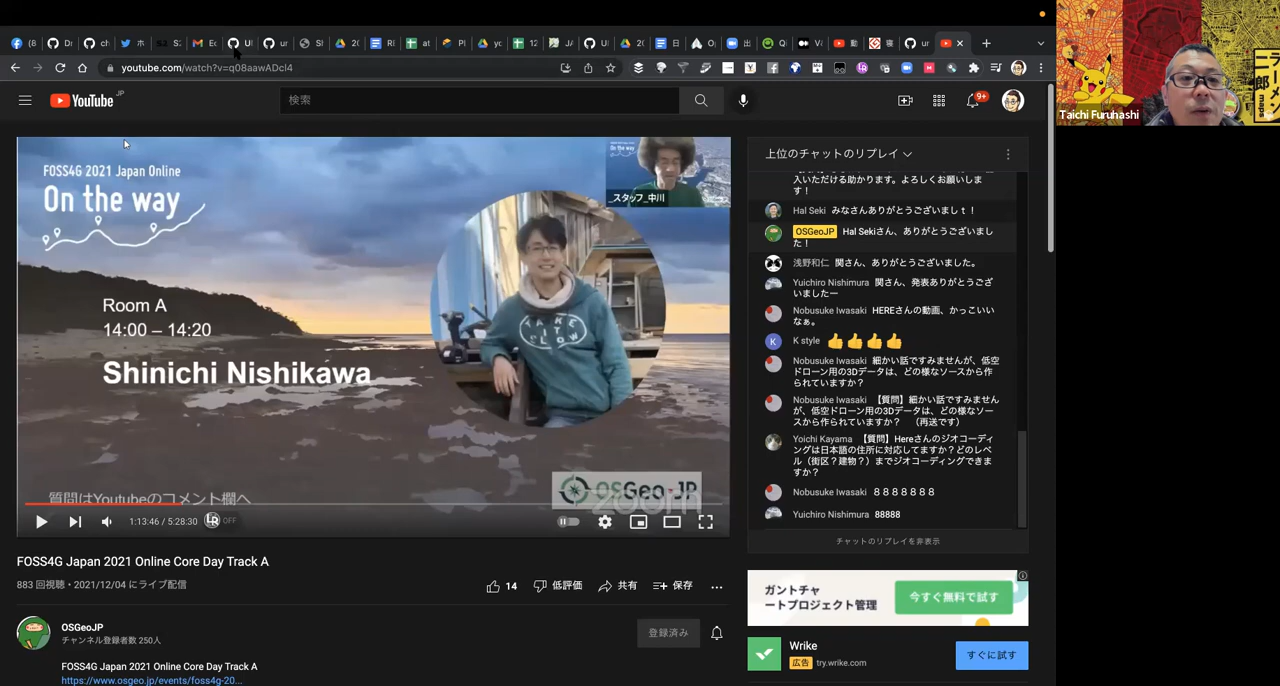 youtube.com/watch?v=q08aawADcI4
YouTube JP
検索
9+
Taichi Furuhashi
FOSS4G 2021 Japan Online
On the way
_スタッフ_中川
Room A
14:00 – 14:20
Shinichi Nishikawa
質問はYoutubeのコメント欄へ
OSGeo-JP
zoom
1:13:46 / 5:28:30
OFF
上位のチャットのリプレイ
入いただける助かります。よろしくお願いしま
す！
Hal Seki みなさんありがとうございましｔ！
OSGeoJP Hal Sekiさん、ありがとうございまし
た！
浅野和仁 関さん、ありがとうございました。
Yuichiro Nishimura 関さん、発表ありがとうござ
いましたー
Nobusuke Iwasaki HEREさんの動画、かっこいい
なぁ。
K style 👍👍👍👍
Nobusuke Iwasaki 細かい話ですみませんが、低空
ドローン用の3Dデータは、どの様なソースから作
られていますか？
Nobusuke Iwasaki 【質問】細かい話ですみません
が、低空ドローン用の3Dデータは、どの様なソー
スから作られていますか？ （再送です）
Yoichi Kayama 【質問】Hereさんのジオコーディ
ングは日本語の住所に対応してますか？どのレベ
ル（街区？建物？）までジオコーディングできま
すか？
Nobusuke Iwasaki ８８８８８８８
Yuichiro Nishimura 88888
チャットのリプレイを非表示
FOSS4G Japan 2021 Online Core Day Track A
883 回視聴・2021/12/04 にライブ配信
14
低評価
共有
保存
OSGeoJP
チャンネル登録者数 250人
登録済み
FOSS4G Japan 2021 Online Core Day Track A
https://www.osgeo.jp/events/foss4g-20...
ガントチャ
ートプロジェクト管理
今すぐ無料で試す
Wrike
広告 try.wrike.com
すぐに試す